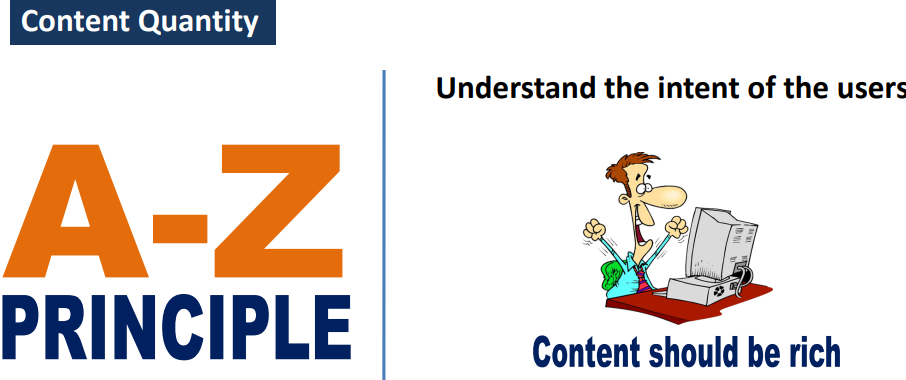 Content Quantity
A-Z
PRINCIPLE
Understand the intent of the users
Content should be rich